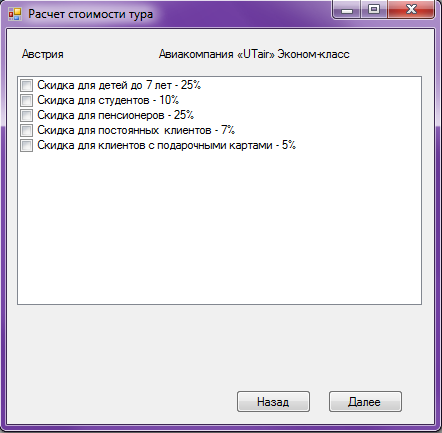 Расчет стоимости тура
Австрия Авиакомпания «UTair» Эконом-класс
Скидка для детей до 7 лет - 25%
Скидка для студентов - 10%
Скидка для пенсионеров - 25%
Скидка для постоянных клиентов - 7%
Скидка для клиентов с подарочными картами - 5%
Назад Далее